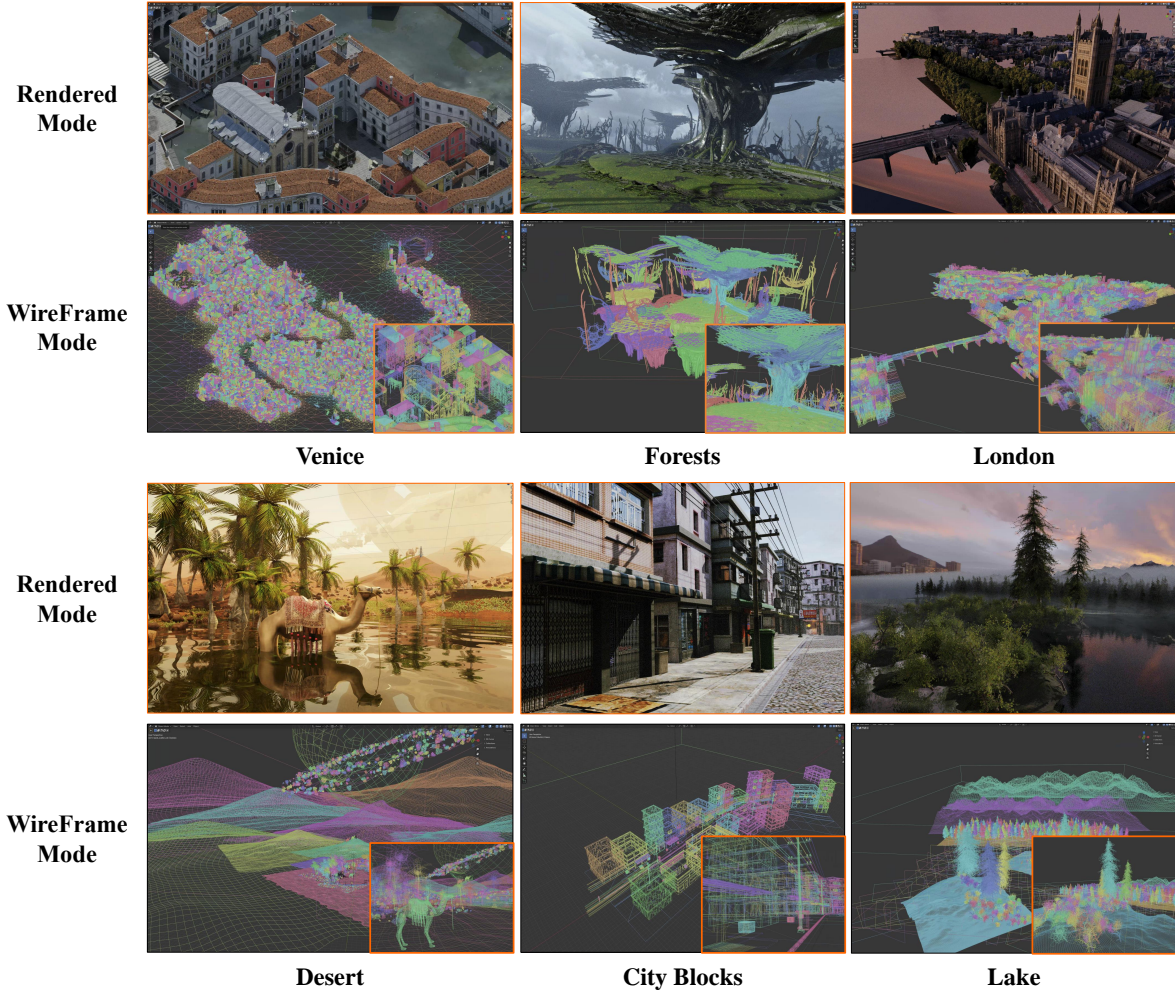 Rendered
Mode
WireFrame
Mode
Venice
Forests
London
Rendered
Mode
WireFrame
Mode
Desert
City Blocks
Lake